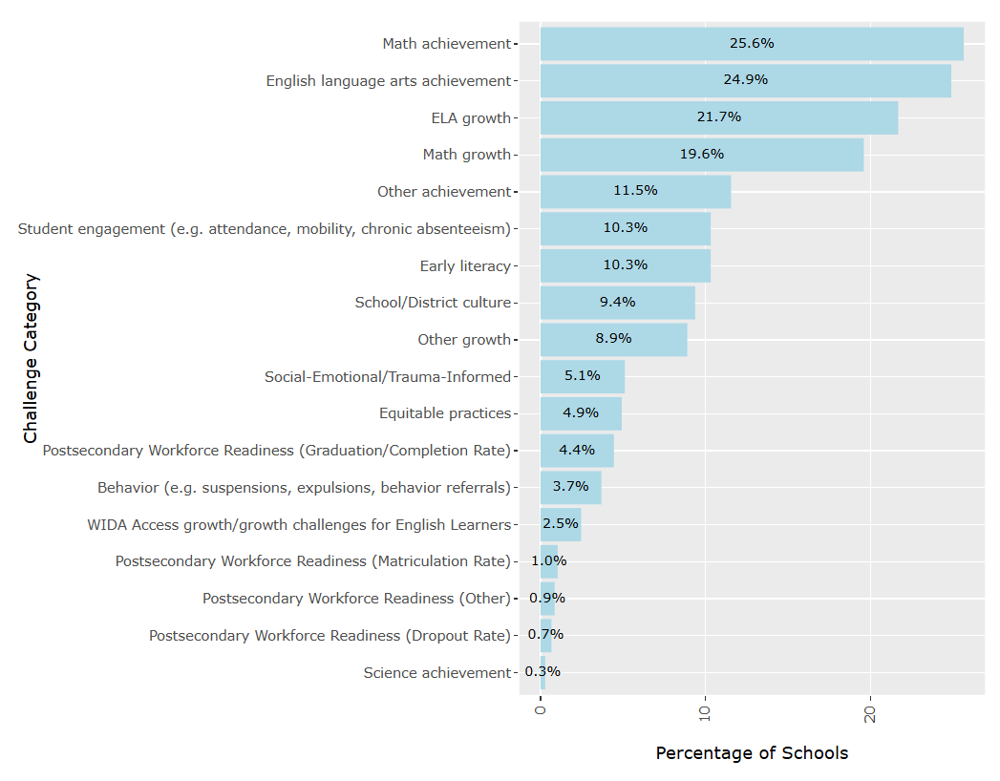 Math achievement 25.6%
English language arts achievement 24.9%
ELA growth 21.7%
Math growth 19.6%
Other achievement 11.5%
Student engagement (e.g. attendance, mobility, chronic absenteeism) 10.3%
Early literacy 10.3%
School/District culture 9.4%
Other growth 8.9%
Social-Emotional/Trauma-Informed 5.1%
Equitable practices 4.9%
Postsecondary Workforce Readiness (Graduation/Completion Rate) 4.4%
Behavior (e.g. suspensions, expulsions, behavior referrals) 3.7%
WIDA Access growth/growth challenges for English Learners 2.5%
Postsecondary Workforce Readiness (Matriculation Rate) 1.0%
Postsecondary Workforce Readiness (Other) 0.9%
Postsecondary Workforce Readiness (Dropout Rate) 0.7%
Science achievement 0.3%
Challenge Category
0 10 20
Percentage of Schools